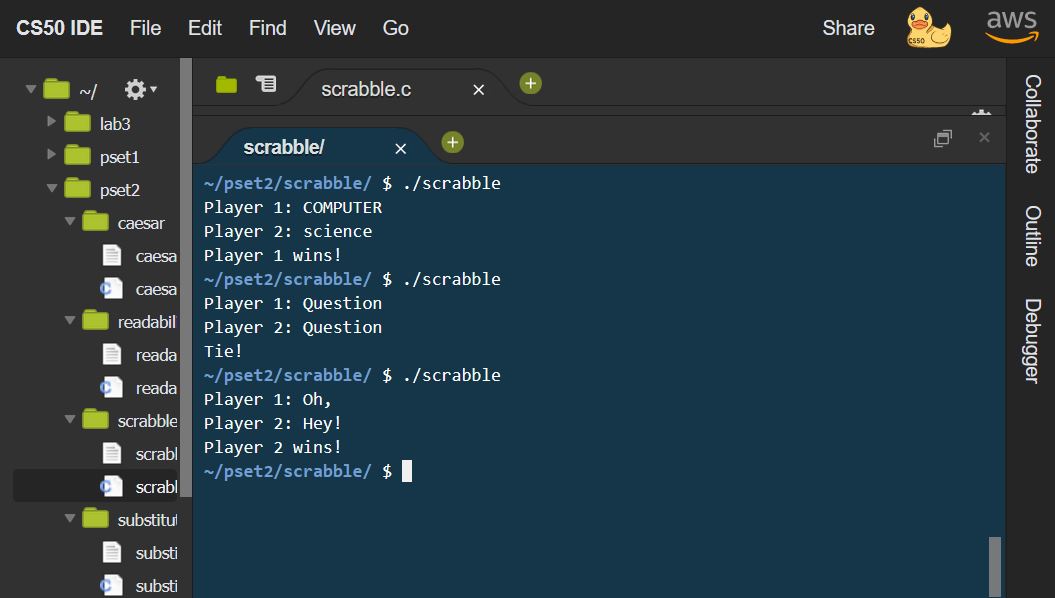 CS50 IDE File Edit Find View Go Share CS50 aws
~/
lab3
pset1
pset2
caesar
caesa
caesa
readabil
reada
reada
scrabble
scrabl
scrabl
substitut
substi
substi
scrabble.c
scrabble/
~/pset2/scrabble/ $ ./scrabble
Player 1: COMPUTER
Player 2: science
Player 1 wins!
~/pset2/scrabble/ $ ./scrabble
Player 1: Question
Player 2: Question
Tie!
~/pset2/scrabble/ $ ./scrabble
Player 1: Oh,
Player 2: Hey!
Player 2 wins!
~/pset2/scrabble/ $
Collaborate
Outline
Debugger